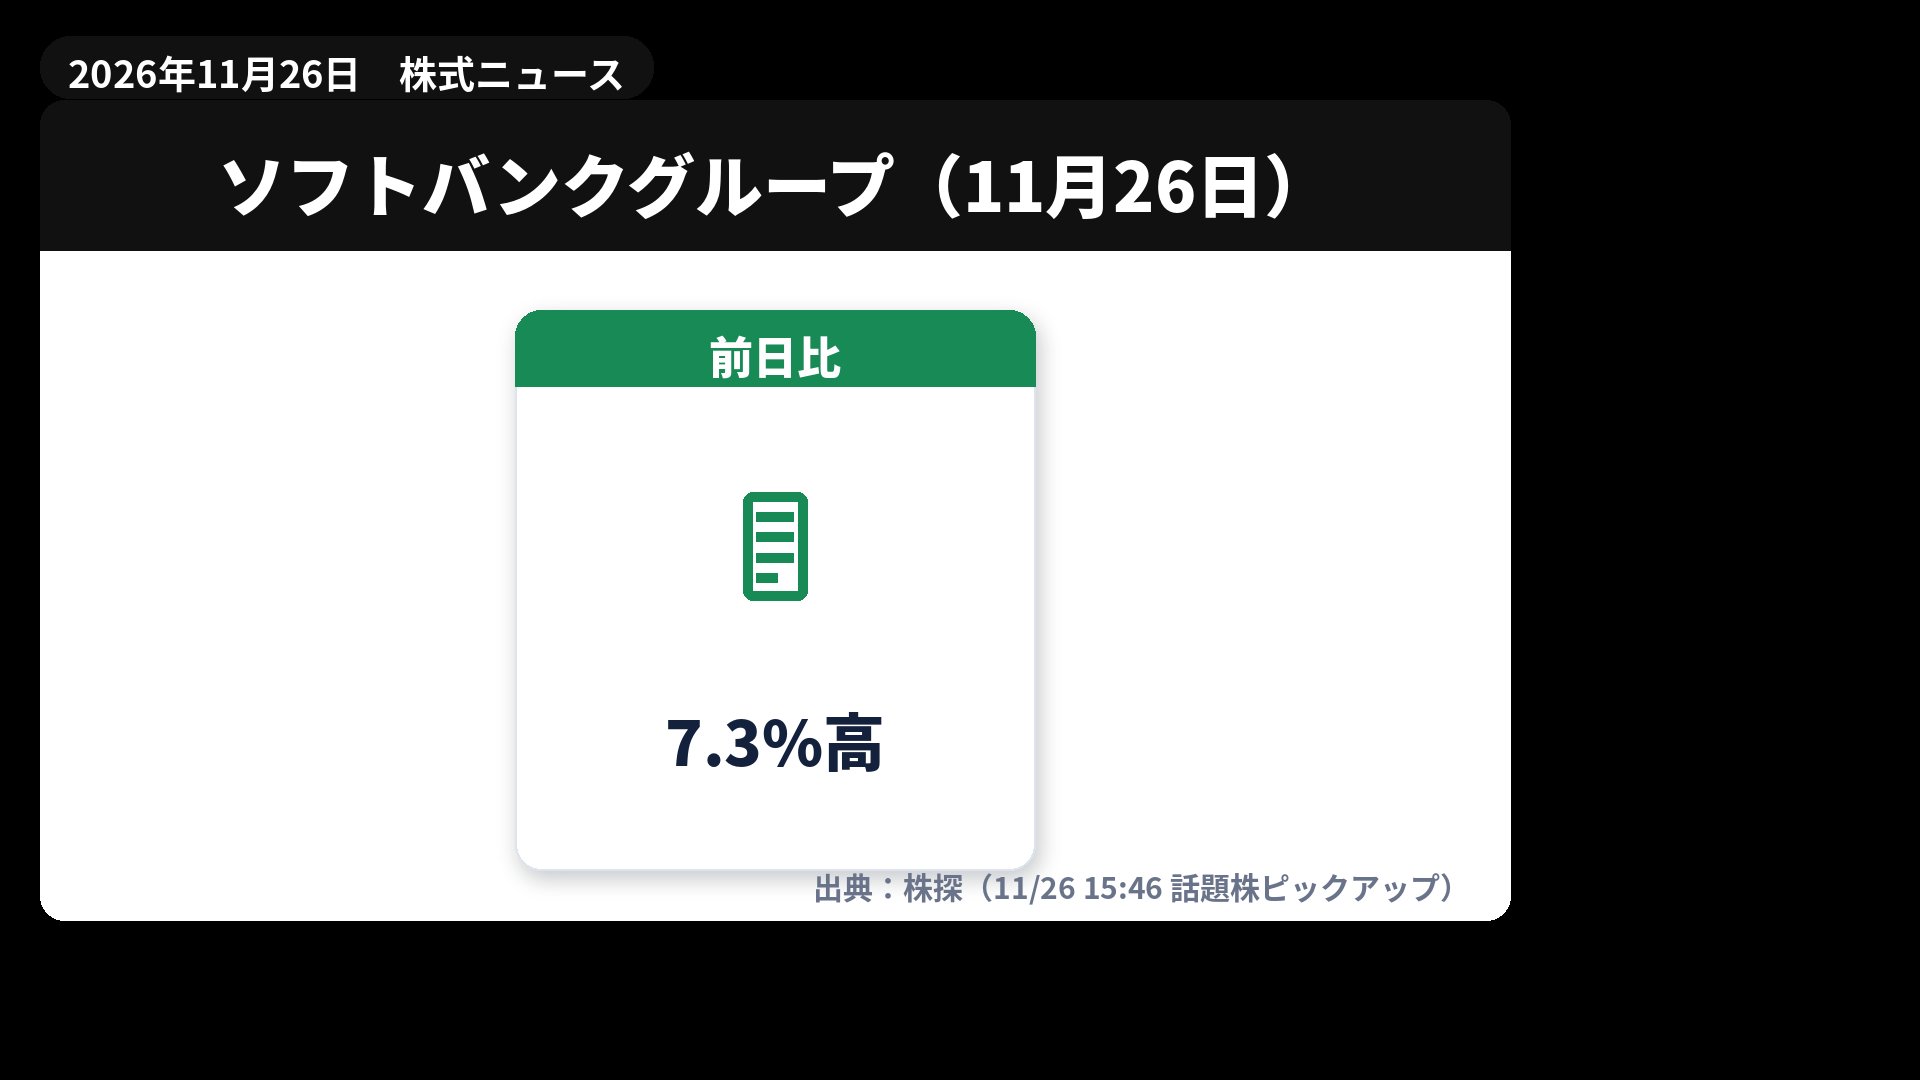 2026年11月26日　株式ニュース
ソフトバンクグループ（11月26日）
前日比
7.3%高
出典：株探（11/26 15:46 話題株ピックアップ）